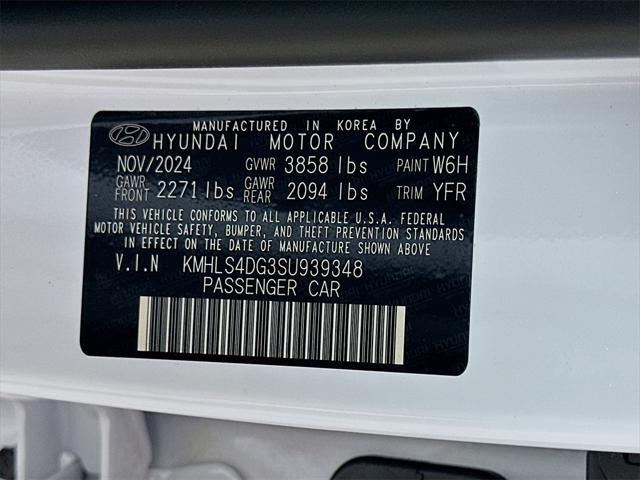 MANUFACTURED IN KOREA BY
HYUNDAI MOTOR COMPANY
NOV/2024 GVWR 3858 lbs PAINT W6H
GAWR FRONT 2271 lbs GAWR REAR 2094 lbs TRIM YFR
THIS VEHICLE CONFORMS TO ALL APPLICABLE U.S.A. FEDERAL
MOTOR VEHICLE SAFETY, BUMPER, AND THEFT PREVENTION STANDARDS
IN EFFECT ON THE DATE OF MANUFACTURE SHOWN ABOVE
V.I.N KMHLS4DG3SU939348
PASSENGER CAR